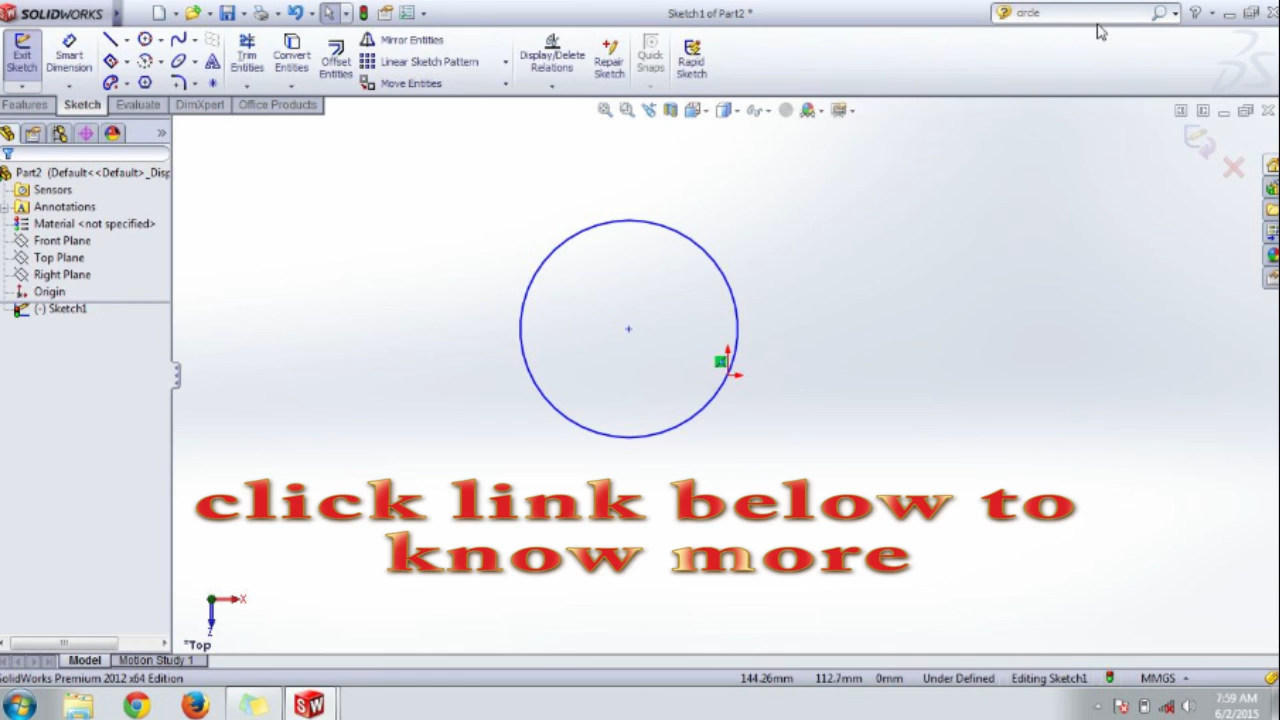 SOLIDWORKS
Sketch1 of Part2 *
circle
Exit Sketch
Smart Dimension
Trim Entities
Convert Entities
Offset Entities
Mirror Entities
Linear Sketch Pattern
Move Entities
Display/Delete Relations
Repair Sketch
Quick Snaps
Rapid Sketch
Features
Sketch
Evaluate
DimXpert
Office Products
Part2 (Default<<Default>_Disp
Sensors
Annotations
Material <not specified>
Front Plane
Top Plane
Right Plane
Origin
(-) Sketch1
click link below to
know more
X
Z
*Top
Model
Motion Study 1
SolidWorks Premium 2012 x64 Edition
144.26mm
112.7mm
0mm
Under Defined
Editing Sketch1
MMGS
7:59 AM
6/2/2015